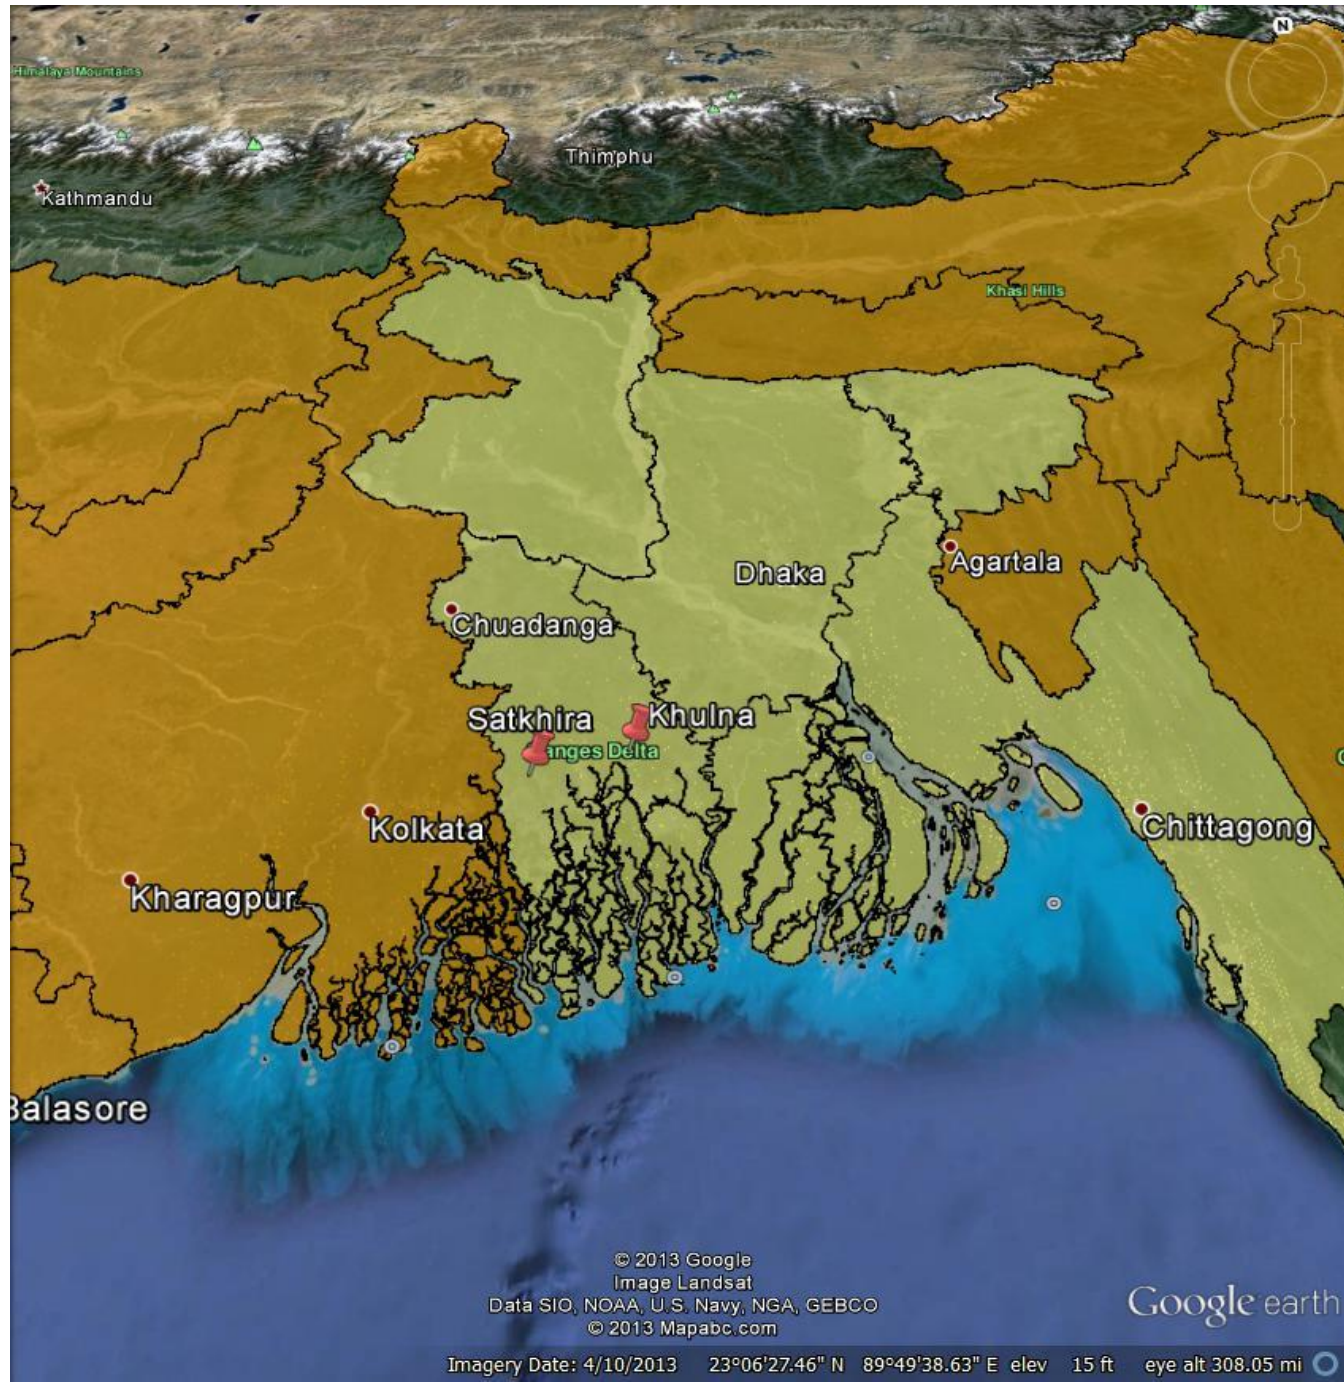 N
Himalaya Mountains
Thimphu
Kathmandu
Khasi Hills
Agartala
Dhaka
Chuadanga
Satkhira
Khulna
anges Delta
Kolkata
Chittagong
Kharagpur
Balasore
© 2013 Google
Image Landsat
Data SIO, NOAA, U.S. Navy, NGA, GEBCO
© 2013 Mapabc.com
Google earth
Imagery Date: 4/10/2013 23°06'27.46" N 89°49'38.63" E elev 15 ft eye alt 308.05 mi